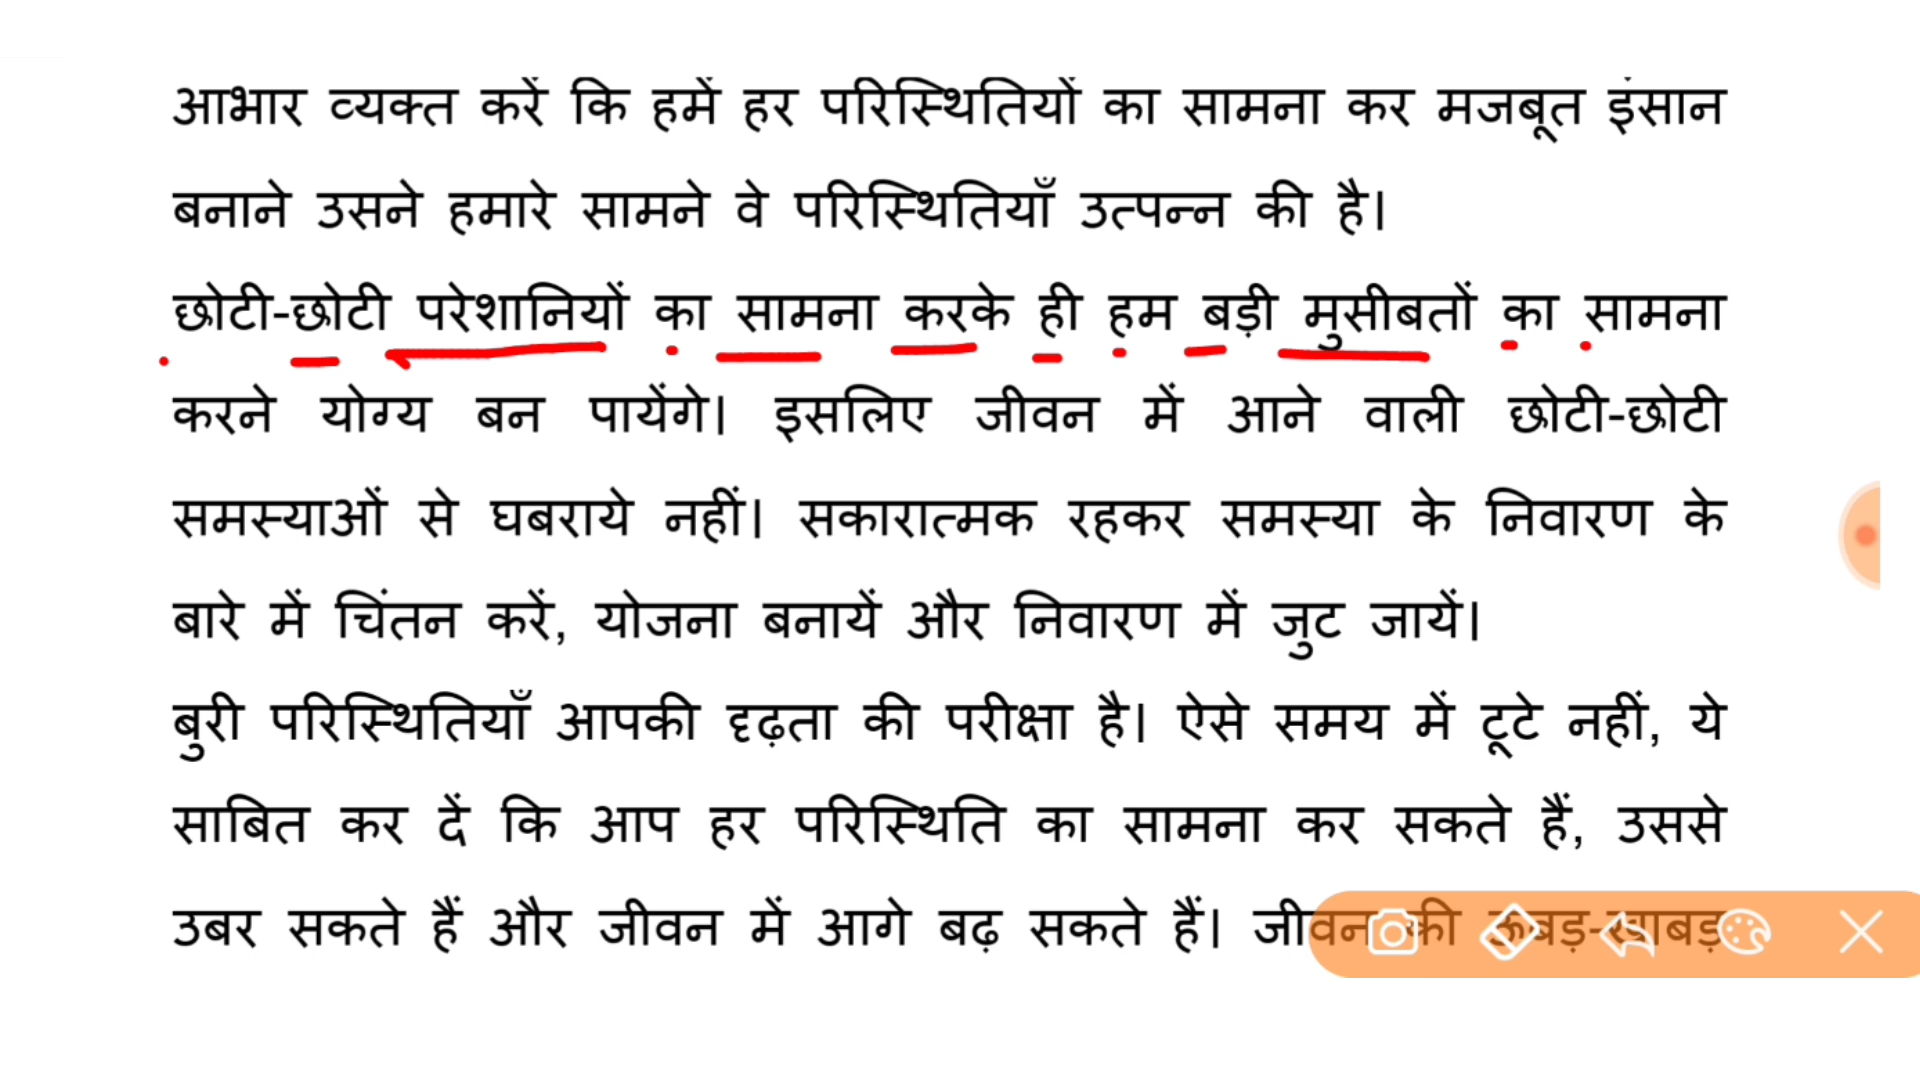 आभार व्यक्त करें कि हमें हर परिस्थितियों का सामना कर मजबूत इंसान
बनाने उसने हमारे सामने वे परिस्थितियाँ उत्पन्न की है।
छोटी-छोटी परेशानियों का सामना करके ही हम बड़ी मुसीबतों का सामना
करने योग्य बन पायेंगे। इसलिए जीवन में आने वाली छोटी-छोटी
समस्याओं से घबराये नहीं। सकारात्मक रहकर समस्या के निवारण के
बारे में चिंतन करें, योजना बनायें और निवारण में जुट जायें।
बुरी परिस्थितियाँ आपकी दृढ़ता की परीक्षा है। ऐसे समय में टूटे नहीं, ये
साबित कर दें कि आप हर परिस्थिति का सामना कर सकते हैं, उससे
उबर सकते हैं और जीवन में आगे बढ़ सकते हैं। जीवन की ऊबड़-खाबड़